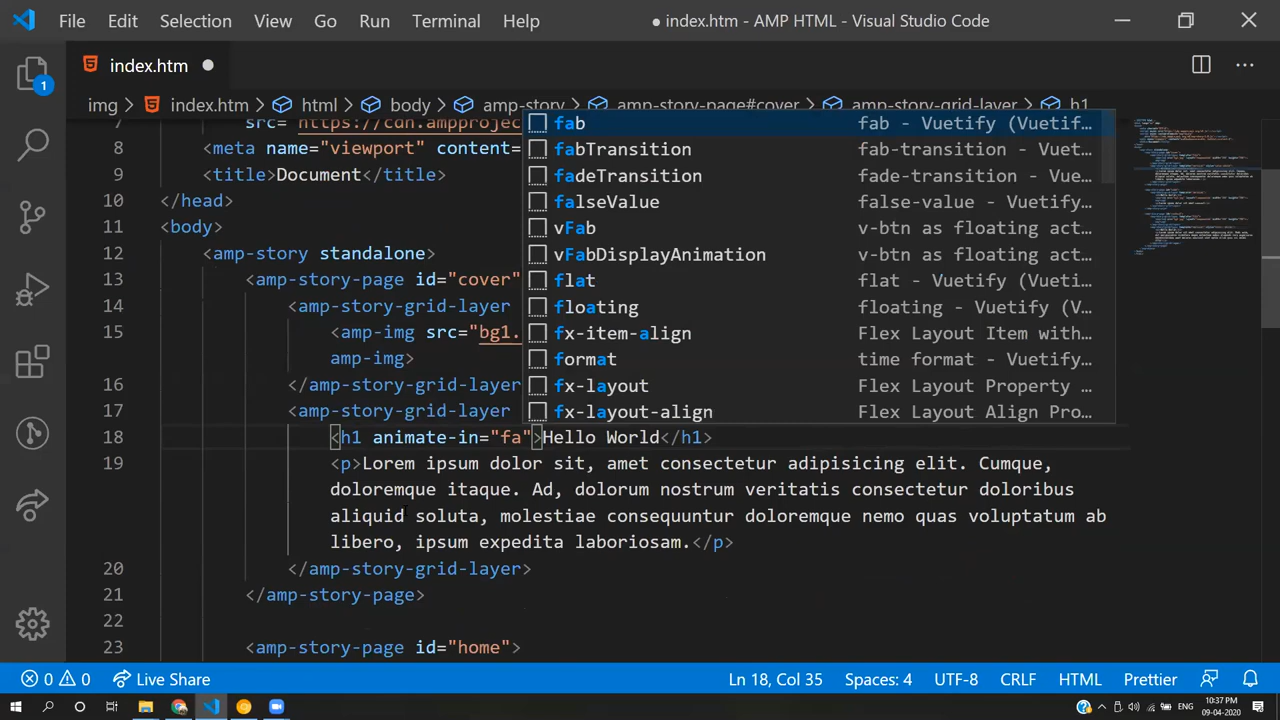 File Edit Selection View Go Run Terminal Help ● index.htm - AMP HTML - Visual Studio Code
index.htm
img index.htm html body amp-story amp-story-page#cover amp-story-grid-layer h1
7 src="https://cdn.ampprojec
8 <meta name="viewport" content=
9 <title>Document</title>
10 </head>
11 <body>
12 <amp-story standalone>
13 <amp-story-page id="cover"
14 <amp-story-grid-layer
15 <amp-img src="bg1.
amp-img>
16 </amp-story-grid-layer
17 <amp-story-grid-layer
18 <h1 animate-in="fa">Hello World</h1>
19 <p>Lorem ipsum dolor sit, amet consectetur adipisicing elit. Cumque,
doloremque itaque. Ad, dolorum nostrum veritatis consectetur doloribus
aliquid soluta, molestiae consequuntur doloremque nemo quas voluptatum ab
libero, ipsum expedita laboriosam.</p>
20 </amp-story-grid-layer>
21 </amp-story-page>
22
23 <amp-story-page id="home">
fab fab - Vuetify (Vuetif…
fabTransition fab-transition - Vuet…
fadeTransition fade-transition - Vue…
falseValue false-value - Vuetify…
vFab v-btn as floating act…
vFabDisplayAnimation v-btn as floating act…
flat flat - Vuetify (Vueti…
floating floating - Vuetify (V…
fx-item-align Flex Layout Item with…
format time format - Vuetify…
fx-layout Flex Layout Property …
fx-layout-align Flex Layout Align Pro…
1
0 0 Live Share Ln 18, Col 35 Spaces: 4 UTF-8 CRLF HTML Prettier
ENG 10:37 PM
09-04-2020